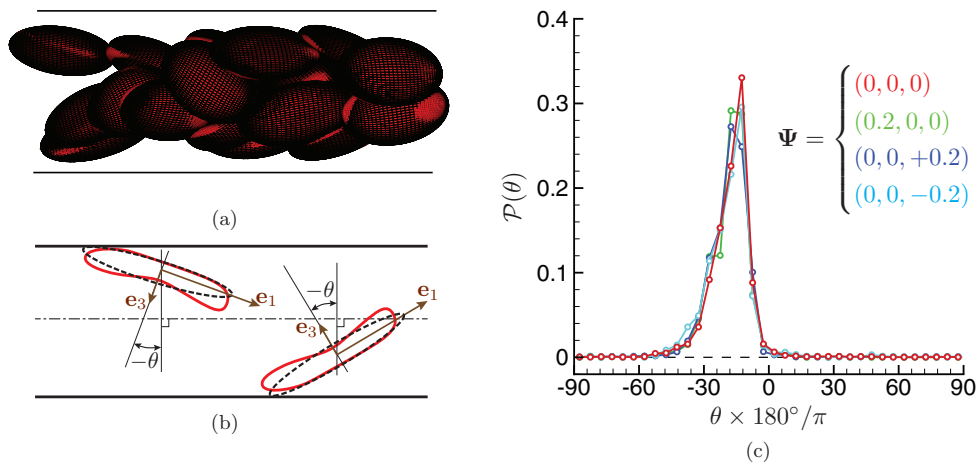 (a)
e₃
e₁
−θ
−θ
e₃
e₁
(b)
P(θ)
0.4
0.3
0.2
0.1
0
-90
-60
-30
0
30
60
90
θ × 180°/π
Ψ =
(0, 0, 0)
(0.2, 0, 0)
(0, 0, +0.2)
(0, 0, −0.2)
(c)